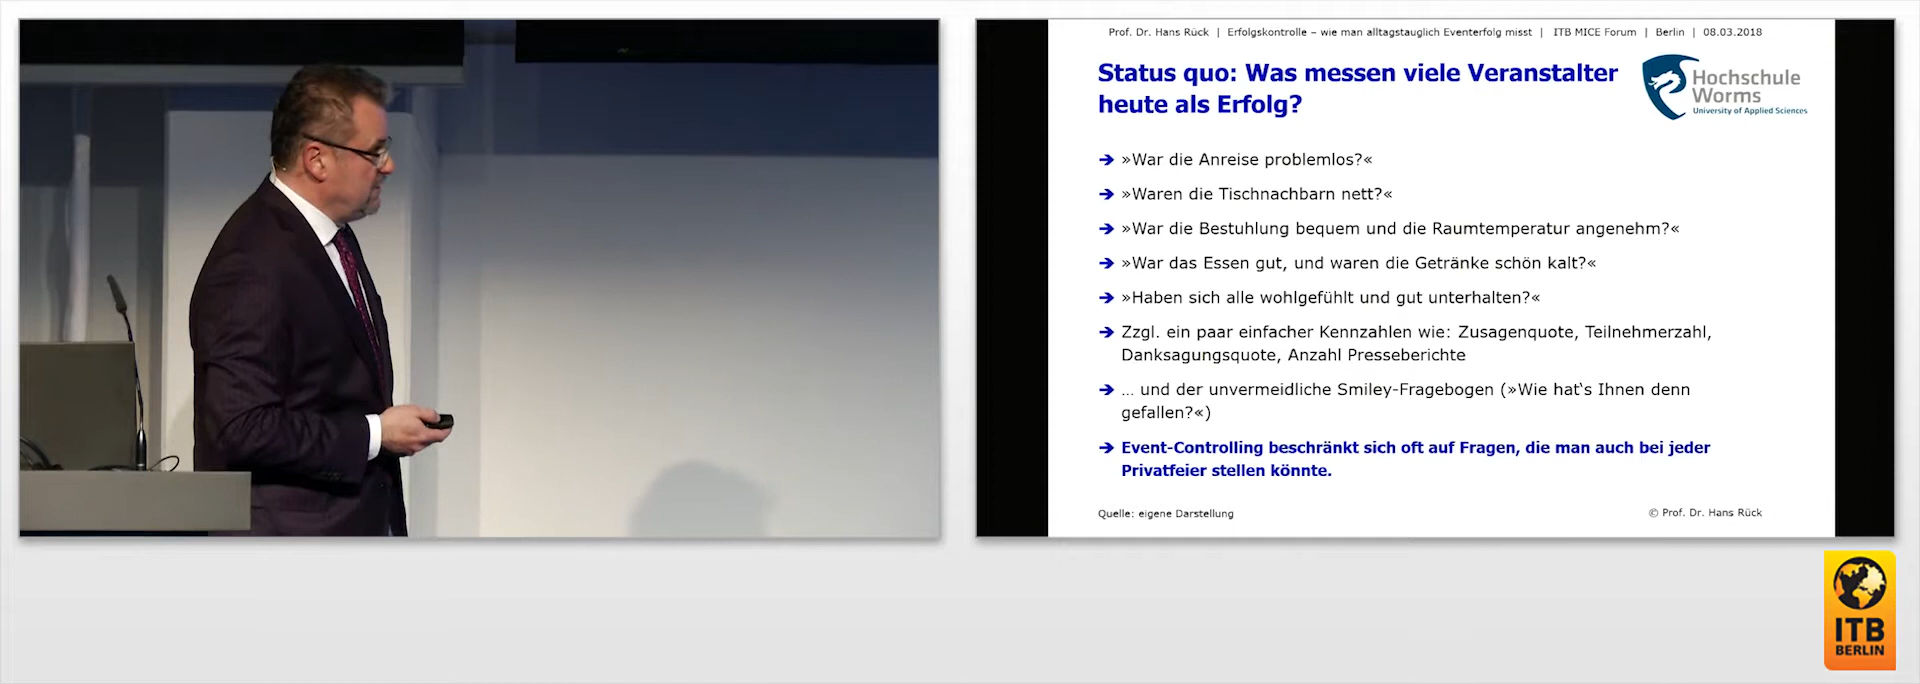 Prof. Dr. Hans Rück | Erfolgskontrolle – wie man alltagstauglich Eventerfolg misst | ITB MICE Forum | Berlin | 08.03.2018
Status quo: Was messen viele Veranstalter
heute als Erfolg?
Hochschule
Worms
University of Applied Sciences
➔ »War die Anreise problemlos?«
➔ »Waren die Tischnachbarn nett?«
➔ »War die Bestuhlung bequem und die Raumtemperatur angenehm?«
➔ »War das Essen gut, und waren die Getränke schön kalt?«
➔ »Haben sich alle wohlgefühlt und gut unterhalten?«
➔ Zzgl. ein paar einfacher Kennzahlen wie: Zusagenquote, Teilnehmerzahl,
Danksagungsquote, Anzahl Presseberichte
➔ … und der unvermeidliche Smiley-Fragebogen (»Wie hat‘s Ihnen denn
gefallen?«)
➔ Event-Controlling beschränkt sich oft auf Fragen, die man auch bei jeder
Privatfeier stellen könnte.
Quelle: eigene Darstellung
© Prof. Dr. Hans Rück
ITB
BERLIN